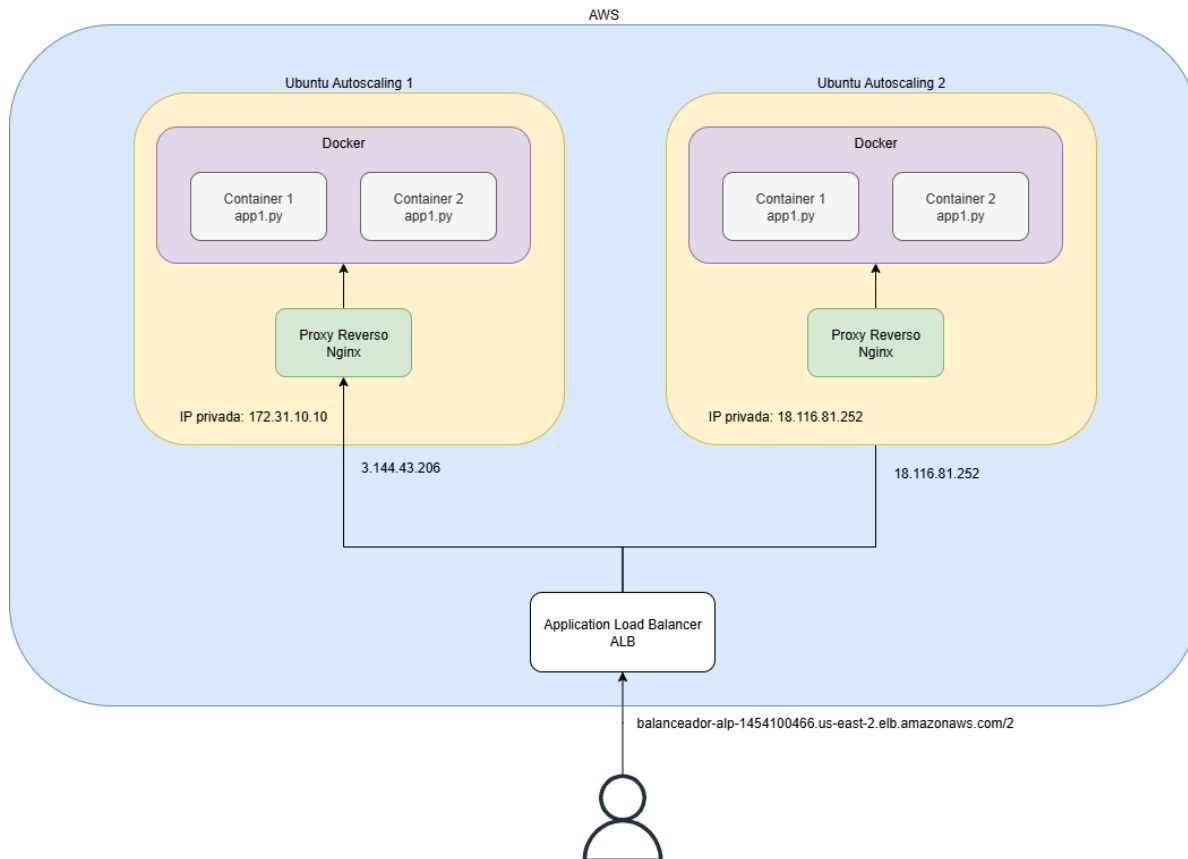 AWS
Ubuntu Autoscaling 1
Ubuntu Autoscaling 2
Docker
Docker
Container 1
app1.py
Container 2
app1.py
Container 1
app1.py
Container 2
app1.py
Proxy Reverso
Nginx
Proxy Reverso
Nginx
IP privada: 172.31.10.10
IP privada: 18.116.81.252
3.144.43.206
18.116.81.252
Application Load Balancer
ALB
balanceador-alp-1454100466.us-east-2.elb.amazonaws.com/2